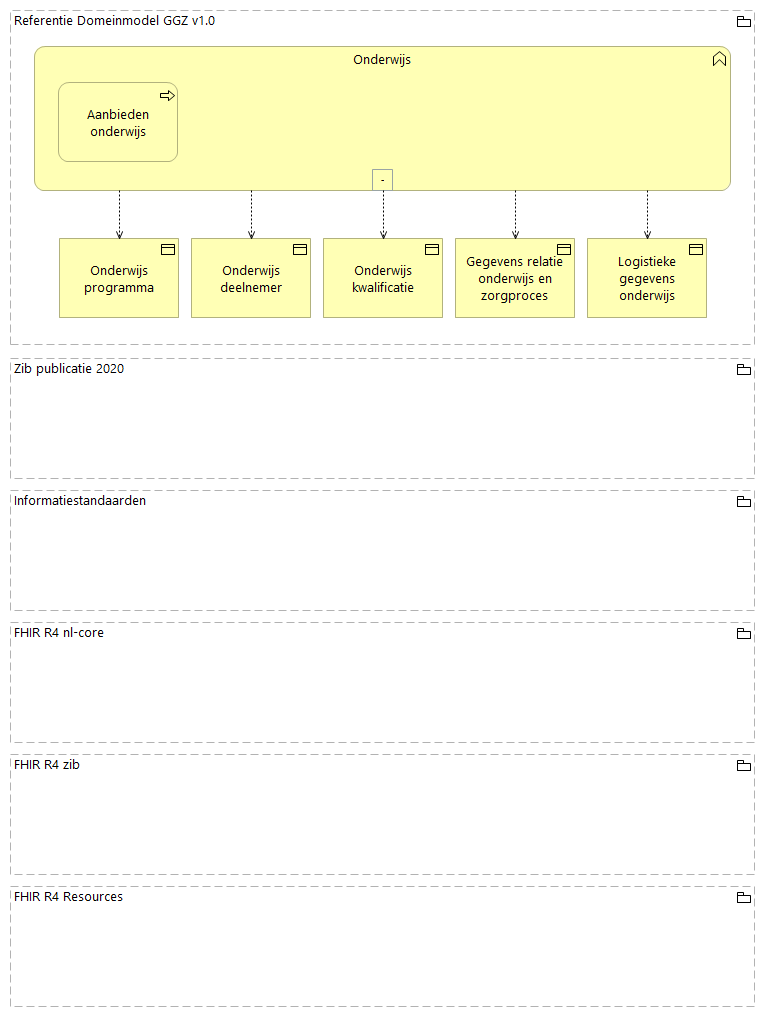 Referentie Domeinmodel GGZ v1.0
Onderwijs
Aanbieden
onderwijs
-
Onderwijs
programma
Onderwijs
deelnemer
Onderwijs
kwalificatie
Gegevens relatie
onderwijs en
zorgproces
Logistieke
gegevens
onderwijs
Zib publicatie 2020
Informatiestandaarden
FHIR R4 nl-core
FHIR R4 zib
FHIR R4 Resources